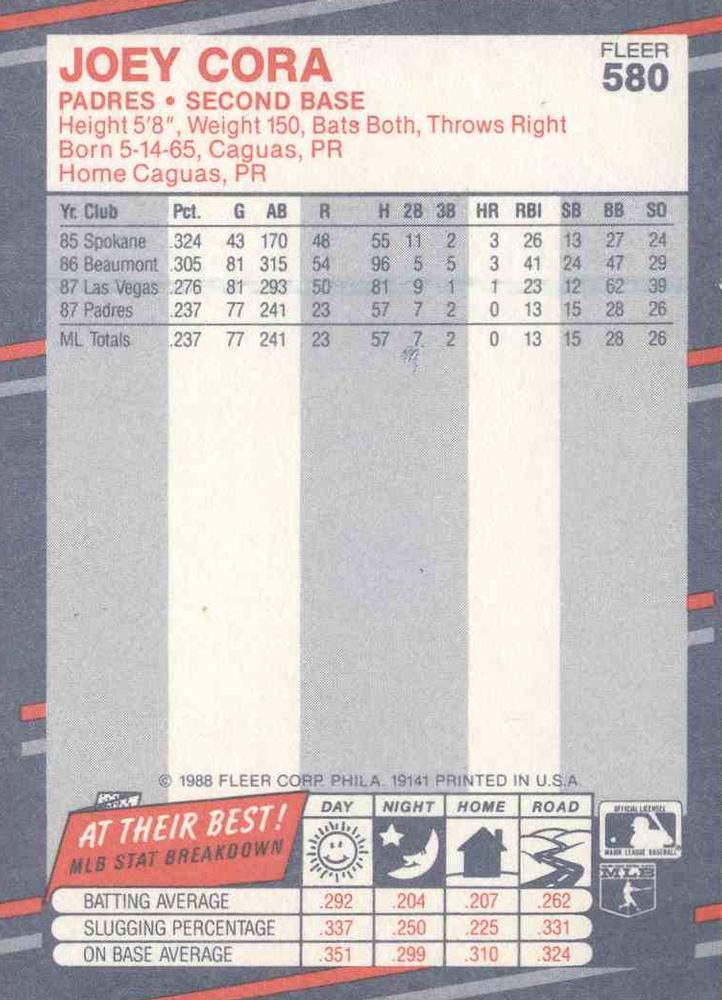 JOEY CORA
FLEER
580
PADRES • SECOND BASE
Height 5'8", Weight 150, Bats Both, Throws Right
Born 5-14-65, Caguas, PR
Home Caguas, PR
Yr. Club Pct. G AB R H 2B 3B HR RBI SB BB SO
85 Spokane .324 43 170 48 55 11 2 3 26 13 27 24
86 Beaumont .305 81 315 54 96 5 5 3 41 24 47 29
87 Las Vegas .276 81 293 50 81 9 1 1 23 12 62 39
87 Padres .237 77 241 23 57 7 2 0 13 15 28 26
ML Totals .237 77 241 23 57 7 2 0 13 15 28 26
© 1988 FLEER CORP. PHILA. 19141 PRINTED IN U.S.A.
AT THEIR BEST!
MLB STAT BREAKDOWN
DAY NIGHT HOME ROAD
OFFICIAL LICENSEE
MAJOR LEAGUE BASEBALL
MLB
BATTING AVERAGE .292 .204 .207 .262
SLUGGING PERCENTAGE .337 .250 .225 .331
ON BASE AVERAGE .351 .299 .310 .324